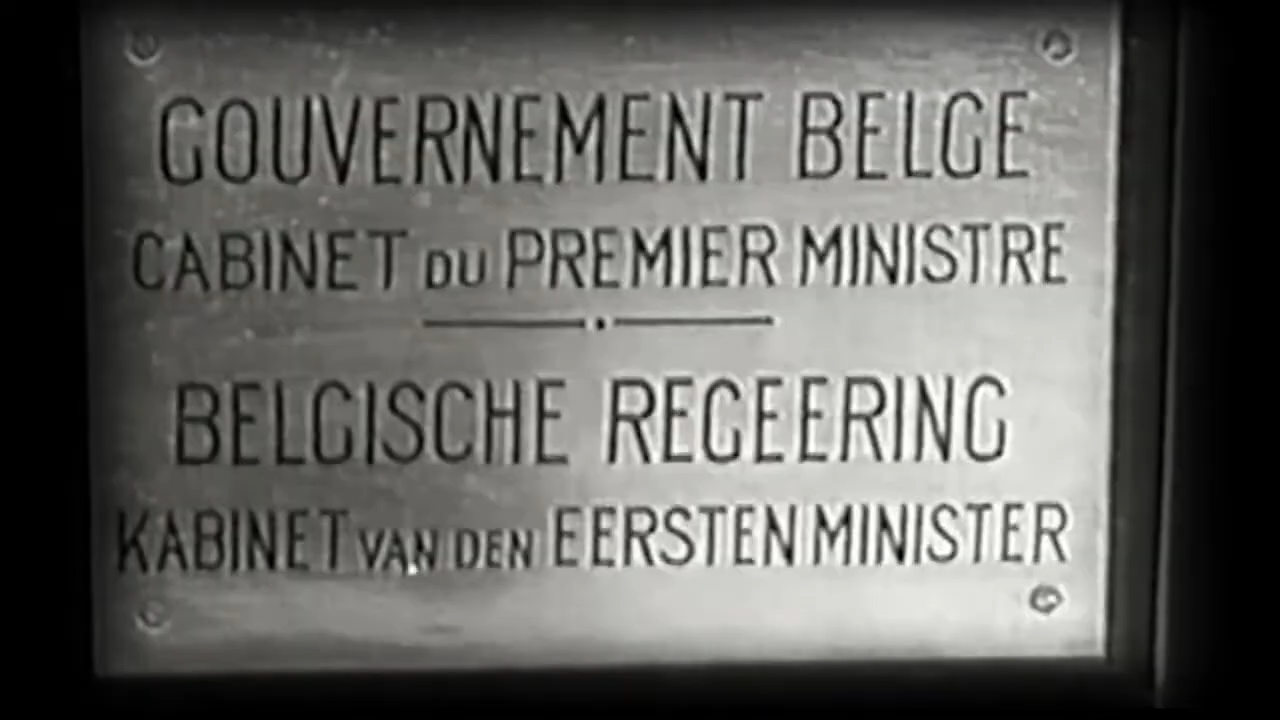 GOUVERNEMENT BELGE
CABINET DU PREMIER MINISTRE
BELGISCHE REGEERING
KABINET VAN DEN EERSTEN MINISTER